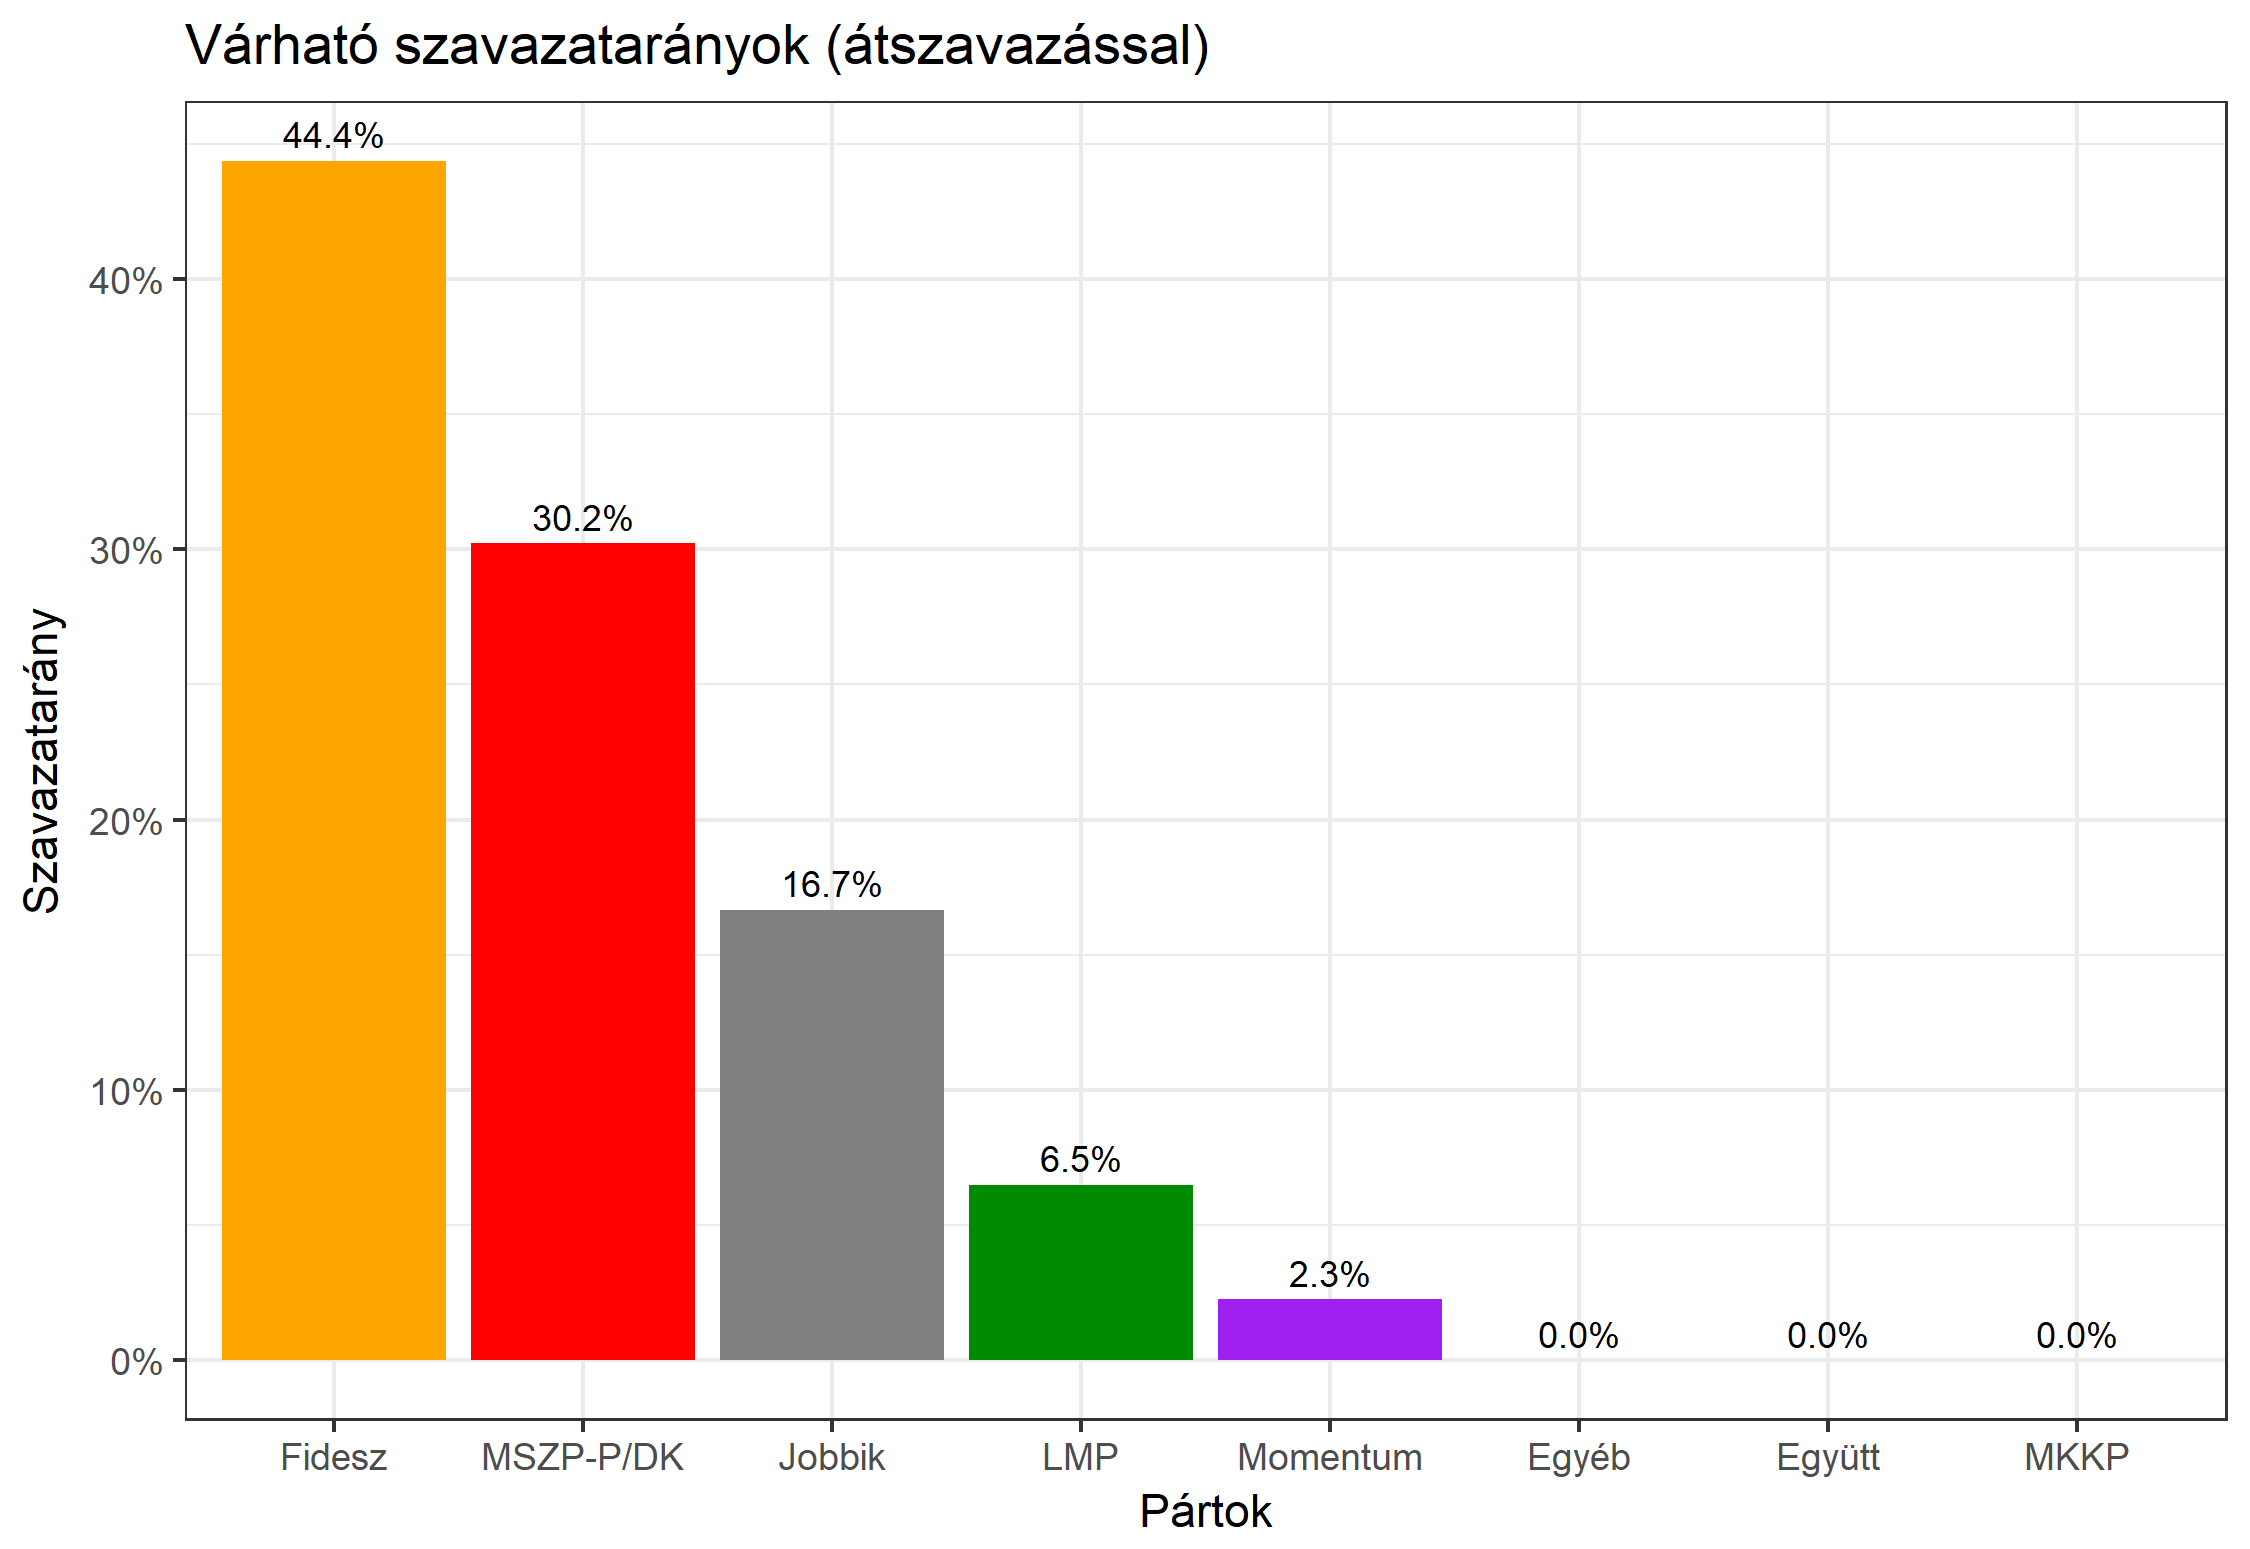 Várható szavazatarányok (átszavazással)
44.4%
30.2%
16.7%
6.5%
2.3%
0.0%
0.0%
0.0%
40%
30%
20%
10%
0%
Szavazatarány
Fidesz
MSZP-P/DK
Jobbik
LMP
Momentum
Egyéb
Együtt
MKKP
Pártok